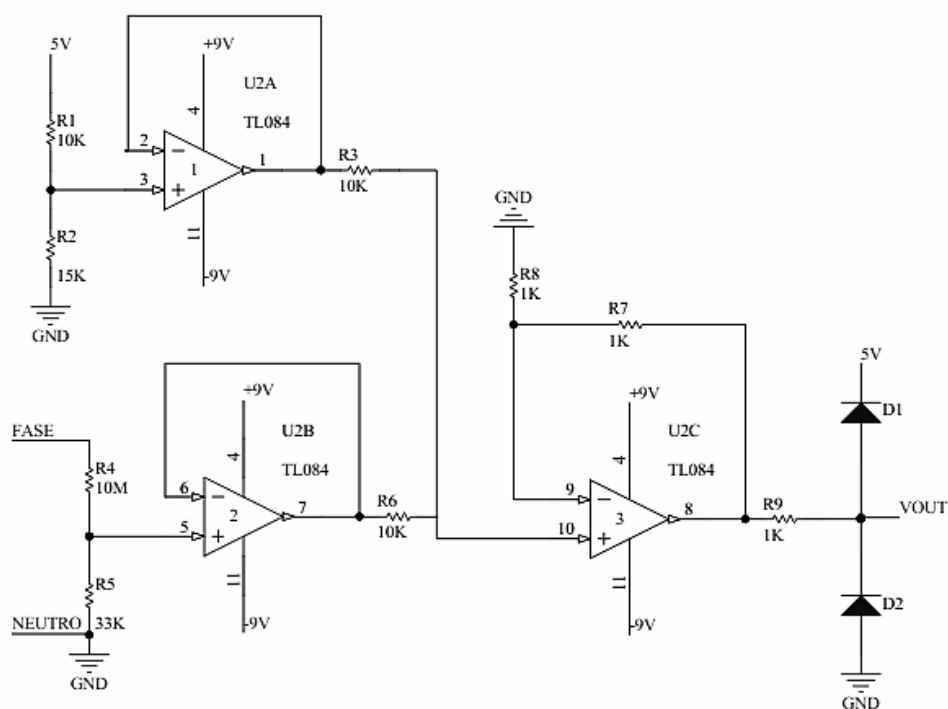 5V
R1
10K
R2
15K
GND
+9V
U2A
TL084
4
2
3
1
1
11
-9V
R3
10K
GND
R8
1K
R7
1K
FASE
R4
10M
R5
33K
NEUTRO
GND
+9V
U2B
TL084
4
6
5
2
7
11
-9V
R6
10K
+9V
U2C
TL084
4
9
10
3
8
11
-9V
R9
1K
5V
D1
VOUT
D2
GND